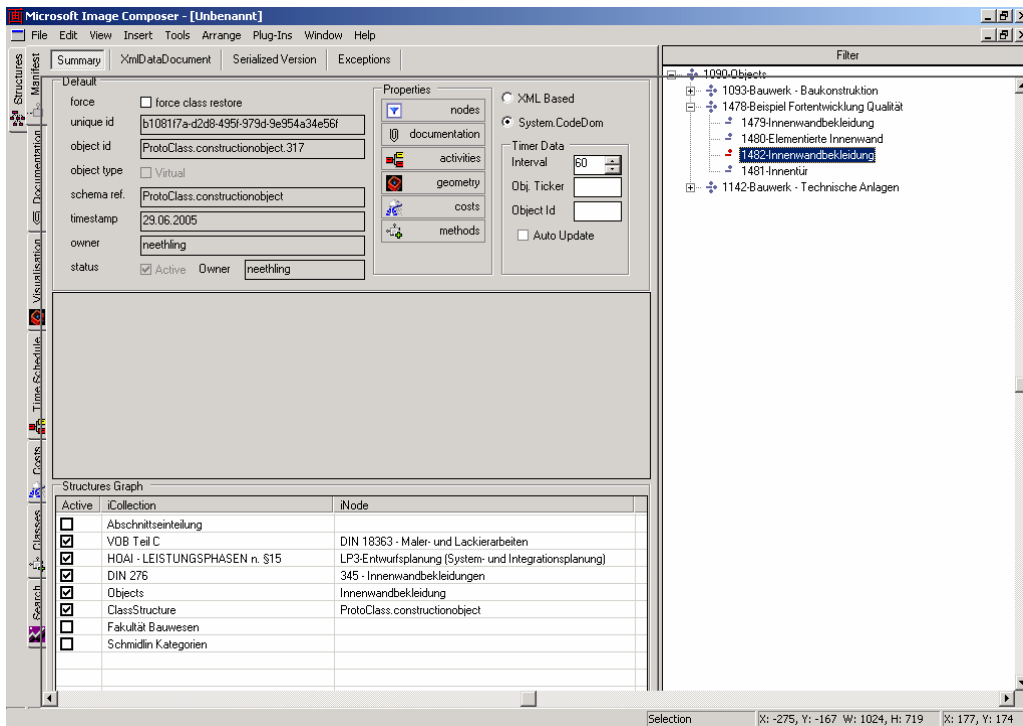 Microsoft Image Composer - [Unbenannt]
File Edit View Insert Tools Arrange Plug-Ins Window Help
Structures
Manifest
Documentation
Visualisation
Time Schedule
Costs
Classes
Search
Summary XmlDataDocument Serialized Version Exceptions
Default
force force class restore
unique id b1081f7a-d2d8-495f-979d-9e954a34e56f
object id ProtoClass.constructionobject.317
object type Virtual
schema ref. ProtoClass.constructionobject
timestamp 29.06.2005
owner neethling
status Active Owner neethling
Properties
nodes
documentation
activities
geometry
costs
methods
XML Based
System.CodeDom
Timer Data
Interval 60
Obj. Ticker
Object Id
Auto Update
Structures Graph
Active iCollection iNode
Abschnittseinteilung
VOB Teil C DIN 18363 - Maler- und Lackierarbeiten
HOAI - LEISTUNGSPHASEN n. §15 LP3-Entwurfsplanung (System- und Integrationsplanung)
DIN 276 345 - Innenwandbekleidungen
Objects Innenwandbekleidung
ClassStructure ProtoClass.constructionobject
Fakultät Bauwesen
Schmidlin Kategorien
Filter
1090-Objects
1093-Bauwerk - Baukonstruktion
1478-Beispiel Fortentwicklung Qualität
1479-Innenwandbekleidung
1480-Elementierte Innenwand
1482-Innenwandbekleidung
1481-Innentür
1142-Bauwerk - Technische Anlagen
Selection X: -275, Y: -167 W: 1024, H: 719 X: 177, Y: 174